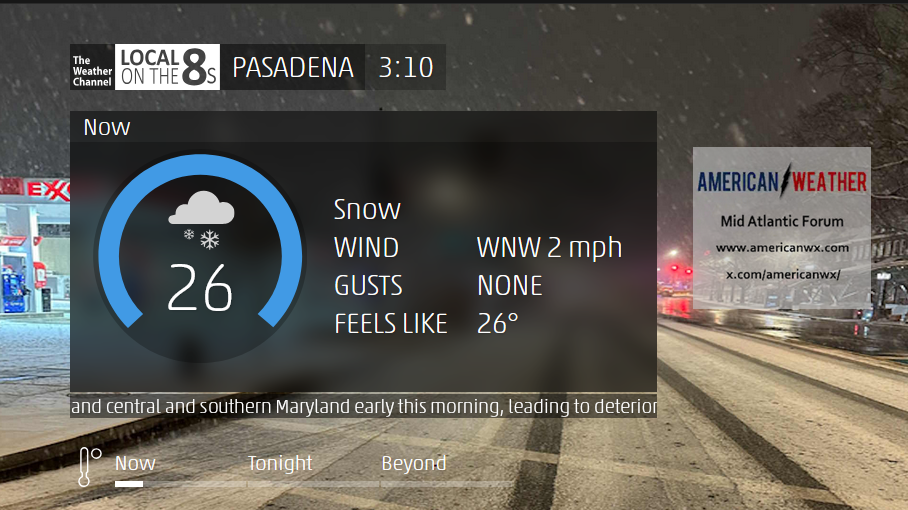 The
Weather
Channel
LOCAL
ON THE 8s
PASADENA
3:10
Now
26
Snow
WIND WNW 2 mph
GUSTS NONE
FEELS LIKE 26°
and central and southern Maryland early this morning, leading to deterior
Now Tonight Beyond
AMERICAN WEATHER
Mid Atlantic Forum
www.americanwx.com
x.com/americanwx/
EXXO